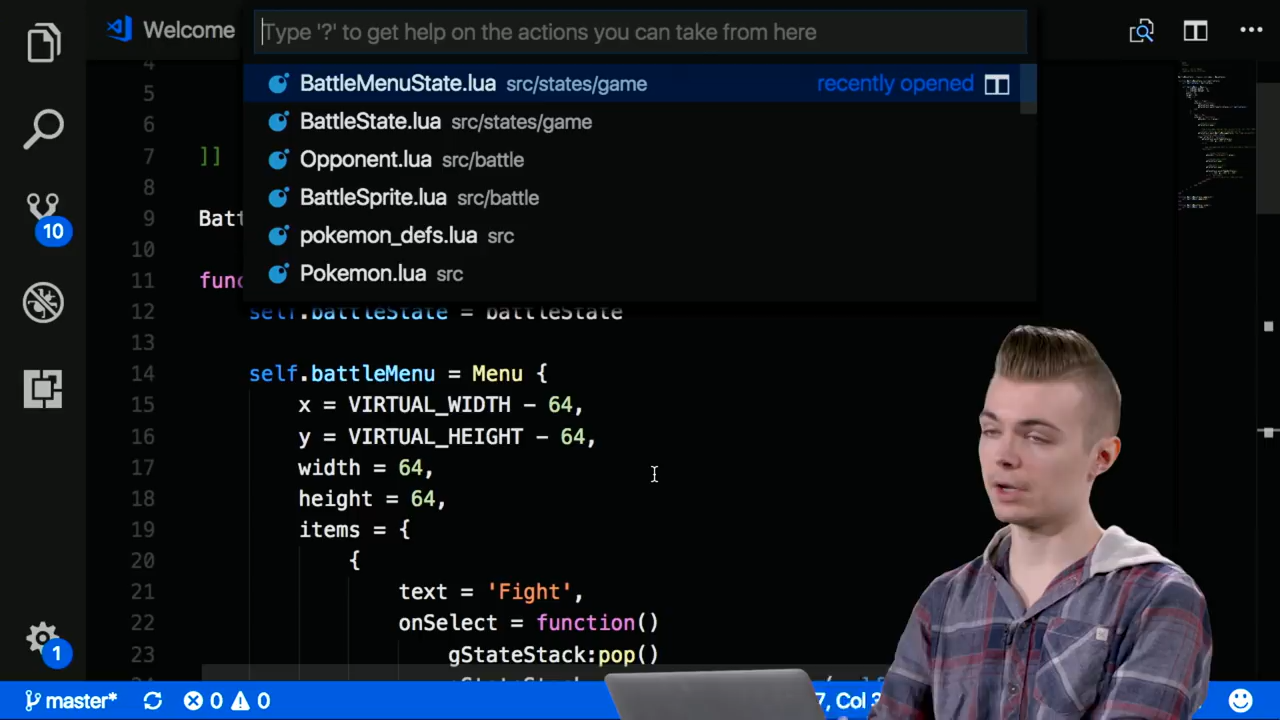 Welcome
Type '?' to get help on the actions you can take from here
BattleMenuState.lua src/states/game recently opened
BattleState.lua src/states/game
Opponent.lua src/battle
BattleSprite.lua src/battle
pokemon_defs.lua src
Pokemon.lua src
4
5
6
7 ]]
8
9 Batt
10
11 func
12 self.battleState = battleState
13
14 self.battleMenu = Menu {
15 x = VIRTUAL_WIDTH - 64,
16 y = VIRTUAL_HEIGHT - 64,
17 width = 64,
18 height = 64,
19 items = {
20 {
21 text = 'Fight',
22 onSelect = function()
23 gStateStack:pop()
10
1
master* 0 0 7, Col 3